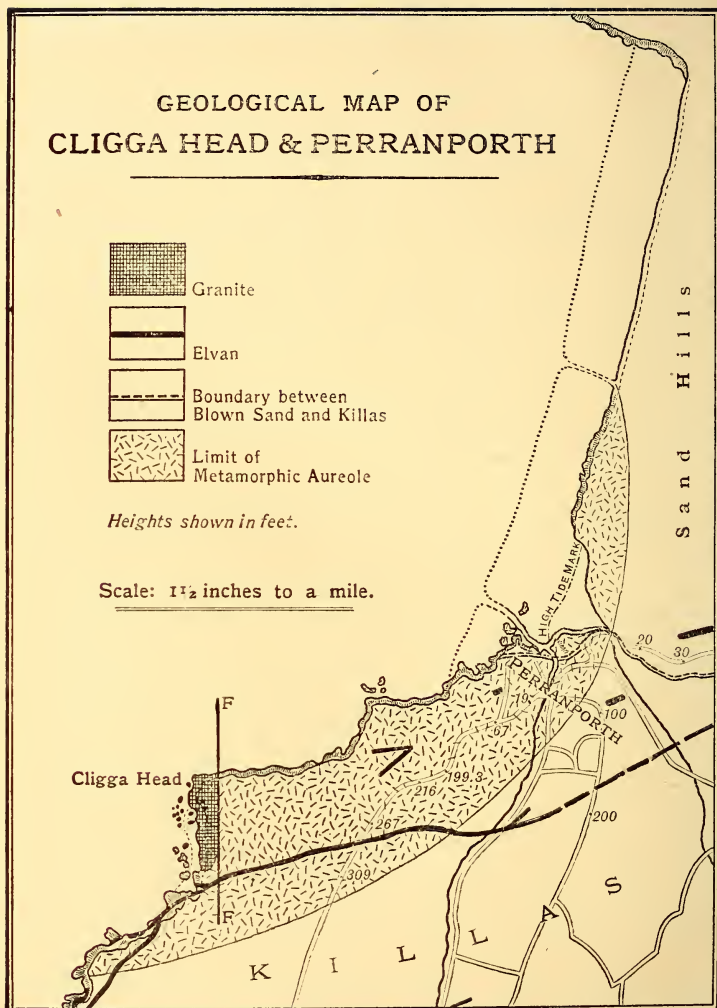 GEOLOGICAL MAP OF
CLIGGA HEAD & PERRANPORTH
Granite
Elvan
Boundary between
Blown Sand and Killas
Limit of
Metamorphic Aureole
Heights shown in feet.
Scale: 1½ inches to a mile.
Sand Hills
HIGH TIDE MARK
20
30
PERRANPORTH
19
100
67
F
Cligga Head
199.3
216
267
200
309
F
KILLAS